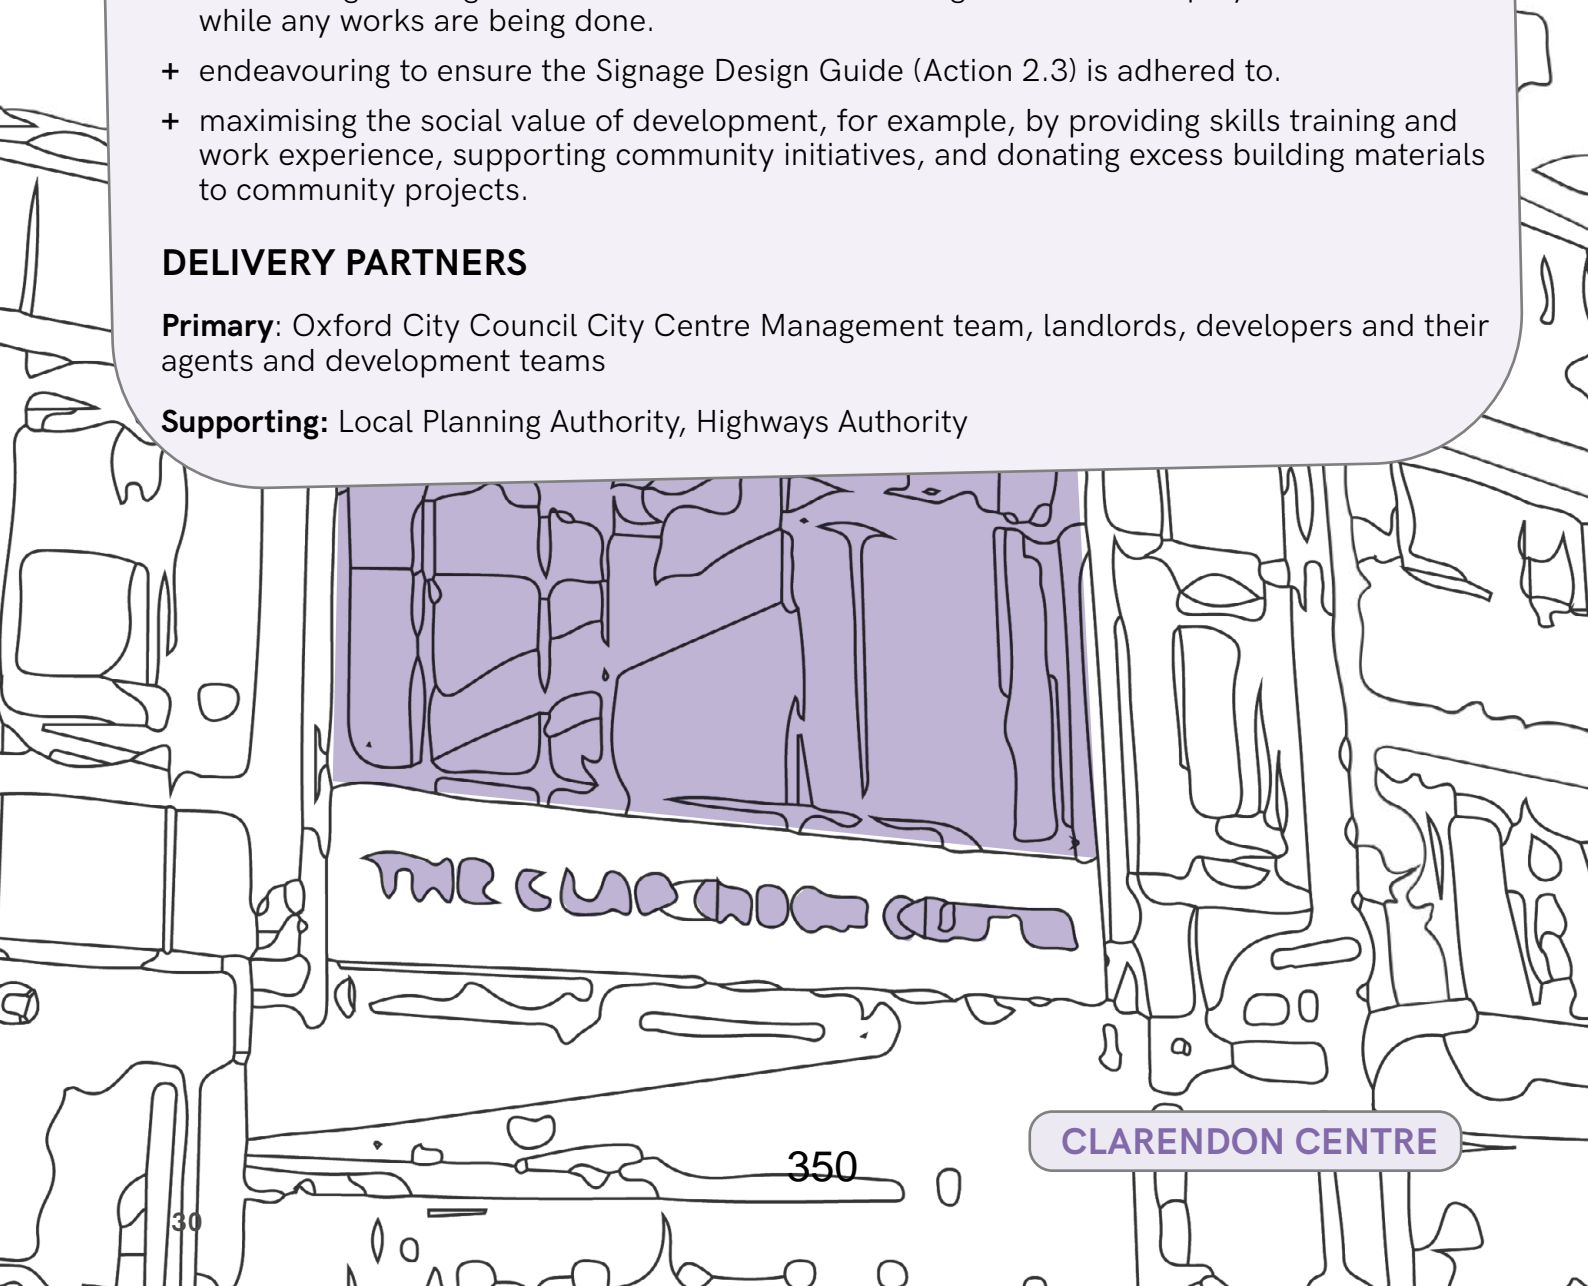 while any works are being done.
+ endeavouring to ensure the Signage Design Guide (Action 2.3) is adhered to.
+ maximising the social value of development, for example, by providing skills training and
work experience, supporting community initiatives, and donating excess building materials
to community projects.
DELIVERY PARTNERS
Primary: Oxford City Council City Centre Management team, landlords, developers and their
agents and development teams
Supporting: Local Planning Authority, Highways Authority
CLARENDON CENTRE
350
30